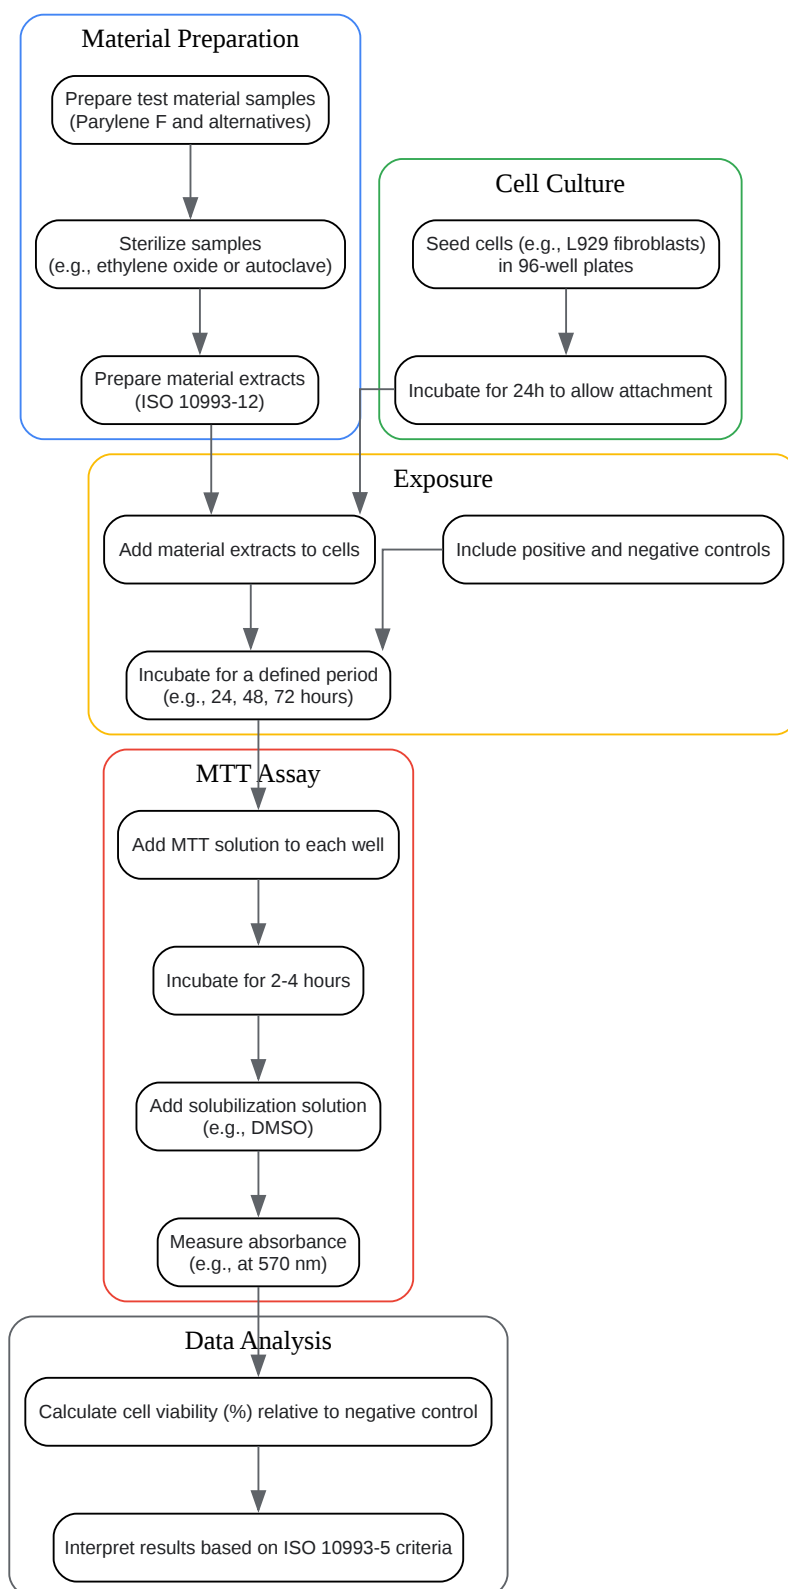 Material Preparation
Prepare test material samples
(Parylene F and alternatives)
Sterilize samples
(e.g., ethylene oxide or autoclave)
Prepare material extracts
(ISO 10993-12)
Cell Culture
Seed cells (e.g., L929 fibroblasts)
in 96-well plates
Incubate for 24h to allow attachment
Exposure
Add material extracts to cells
Include positive and negative controls
Incubate for a defined period
(e.g., 24, 48, 72 hours)
MTT Assay
Add MTT solution to each well
Incubate for 2-4 hours
Add solubilization solution
(e.g., DMSO)
Measure absorbance
(e.g., at 570 nm)
Data Analysis
Calculate cell viability (%) relative to negative control
Interpret results based on ISO 10993-5 criteria